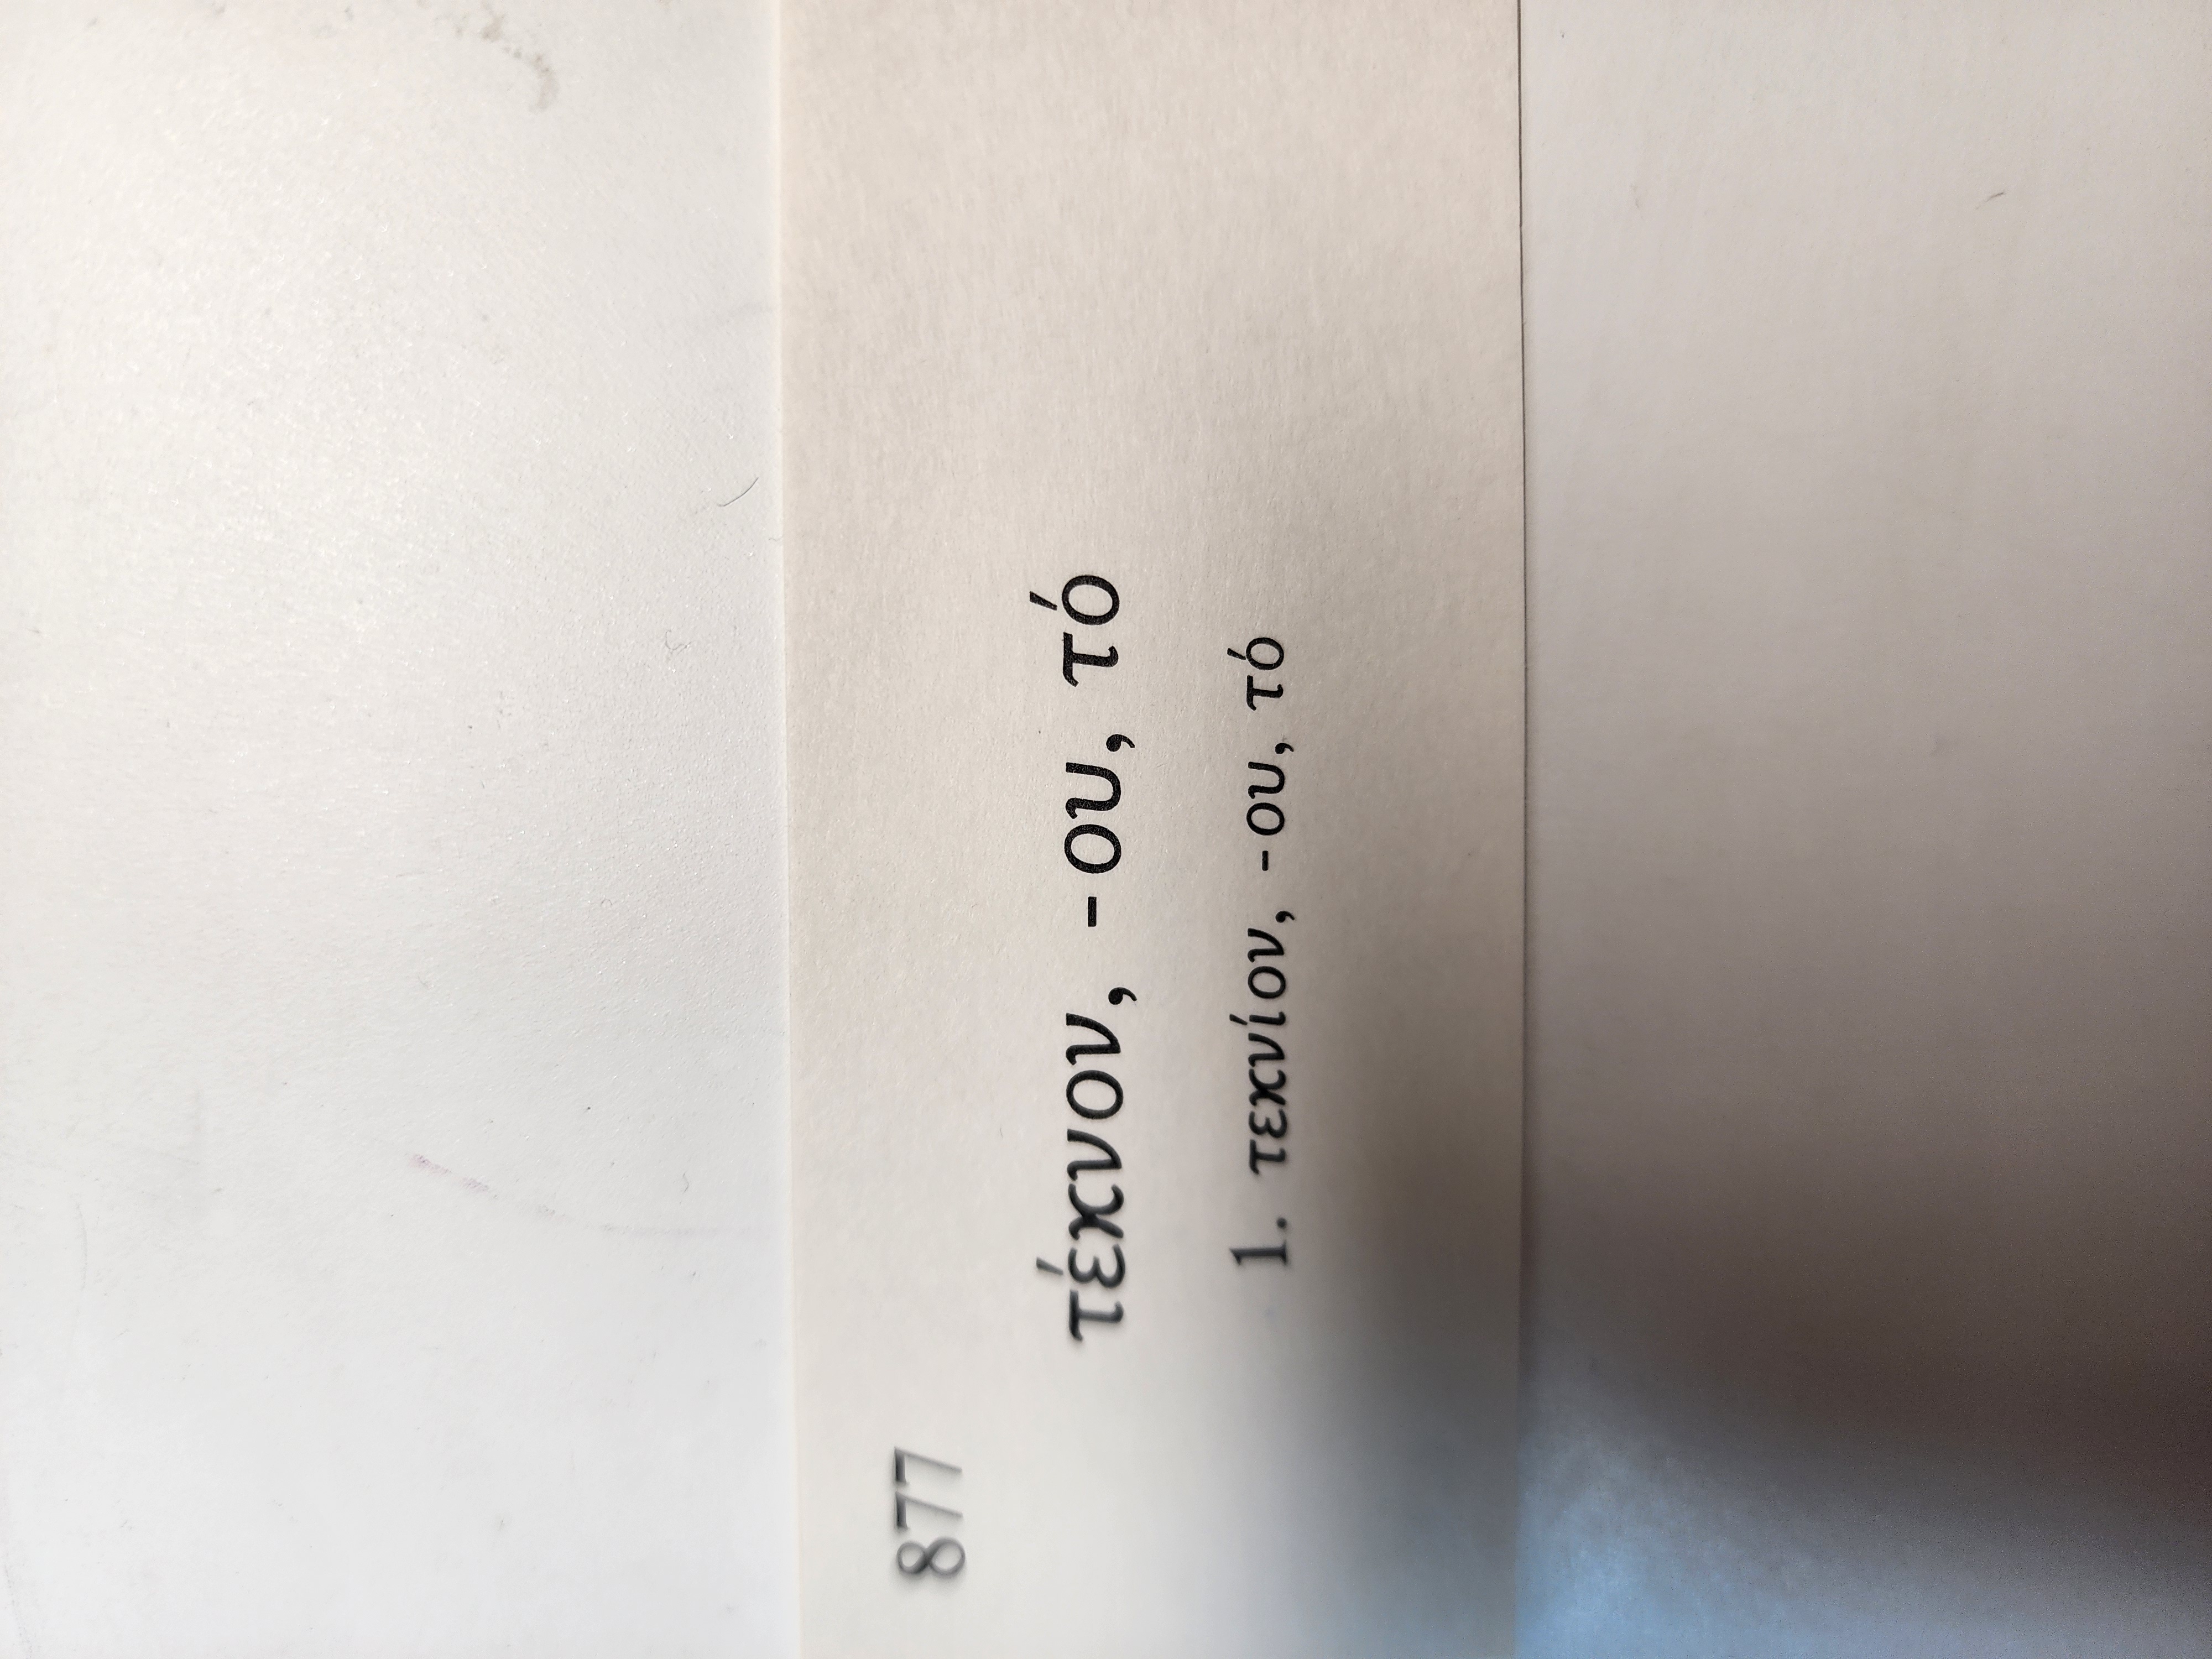 877
τέκνον, -ου, τό
1. τεκνίον, -ου, τό